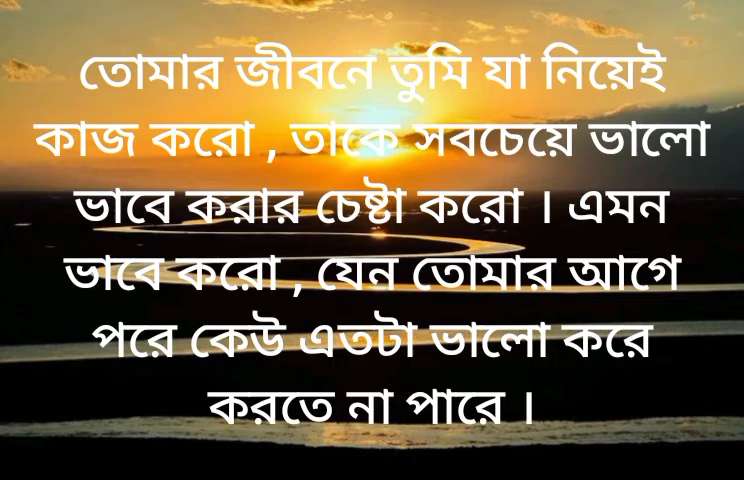 তোমার জীবনে তুমি যা নিয়েই
কাজ করো , তাকে সবচেয়ে ভালো
ভাবে করার চেষ্টা করো । এমন
ভাবে করো , যেন তোমার আগে
পরে কেউ এতটা ভালো করে
করতে না পারে ।